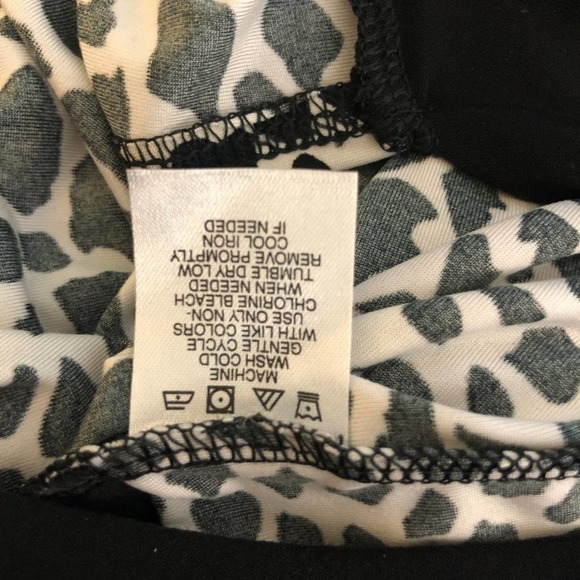 MACHINE
WASH COLD
GENTLE CYCLE
WITH LIKE COLORS
USE ONLY NON-
CHLORINE BLEACH
WHEN NEEDED
TUMBLE DRY LOW
REMOVE PROMPTLY
COOL IRON
IF NEEDED